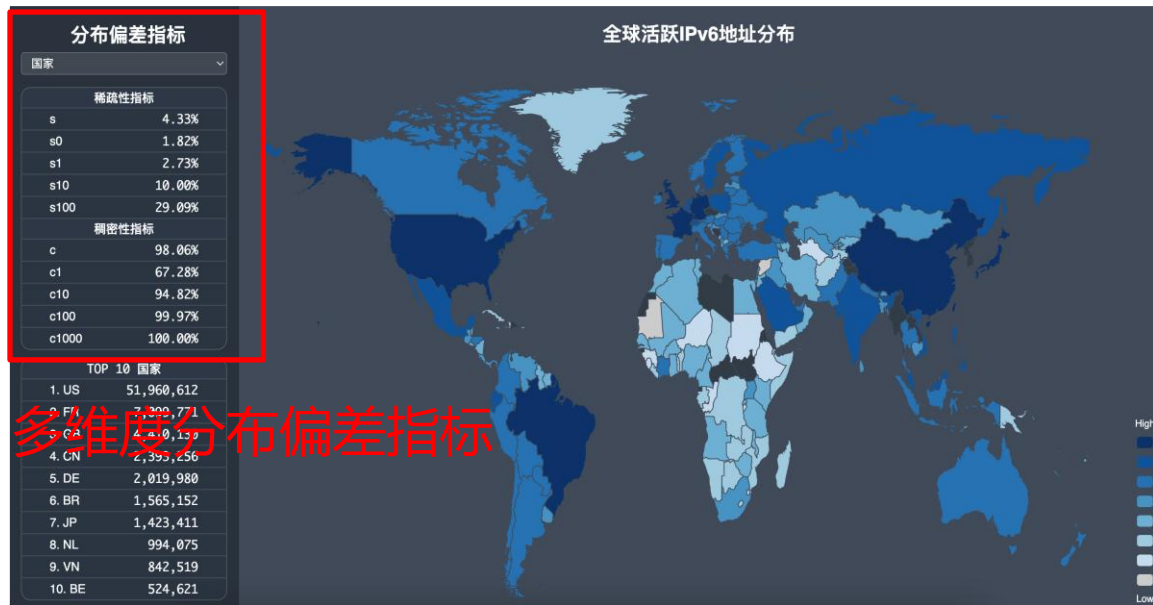 分布偏差指标
全球活跃IPv6地址分布
国家
稀疏性指标
s 4.33%
s0 1.82%
s1 2.73%
s10 10.00%
s100 29.09%
稠密性指标
c 98.06%
c1 67.28%
c10 94.82%
c100 99.97%
c1000 100.00%
TOP 10 国家
1. US 51,960,612
多维度分布偏差指标
4. CN 2,393,256
5. DE 2,019,980
6. BR 1,565,152
7. JP 1,423,411
8. NL 994,075
9. VN 842,519
10. BE 524,621
High
Low